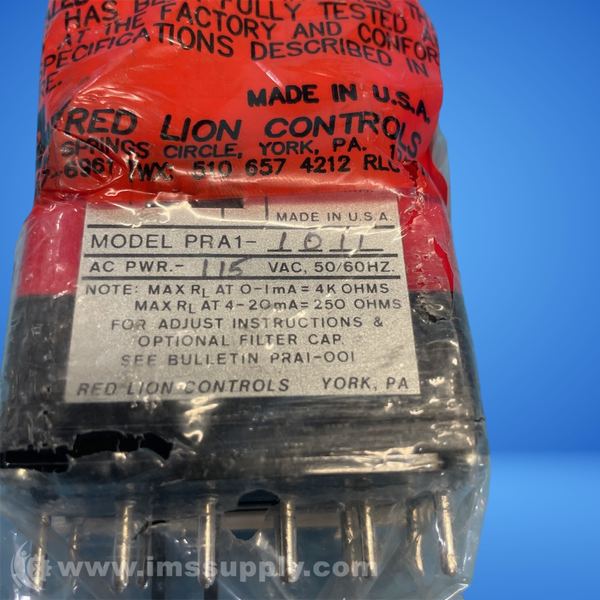 HAS BEEN FULLY TESTED
AT THE FACTORY AND
SPECIFICATIONS DESCRIBED IN
MADE IN U.S.A.
RED LION CONTROLS
SPRINGS CIRCLE, YORK, PA.
TWX, 510 657 4212
MADE IN U.S.A.
MODEL PRA1-1011
AC PWR.- 115 VAC, 50/60HZ.
NOTE: MAX RL AT 0-1mA = 4K OHMS
MAX RL AT 4-20mA = 250 OHMS
FOR ADJUST INSTRUCTIONS &
OPTIONAL FILTER CAP.
SEE BULLETIN PRA1-001
RED LION CONTROLS YORK, PA
www.imssupply.com